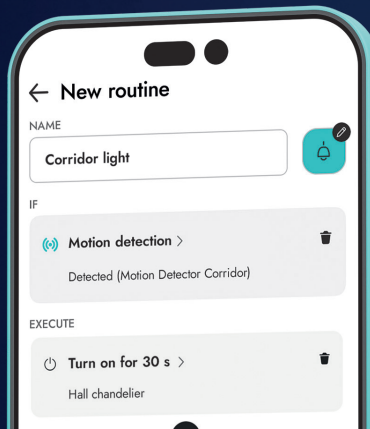 New routine
NAME
Corridor light
IF
Motion detection >
Detected (Motion Detector Corridor)
EXECUTE
Turn on for 30 s >
Hall chandelier